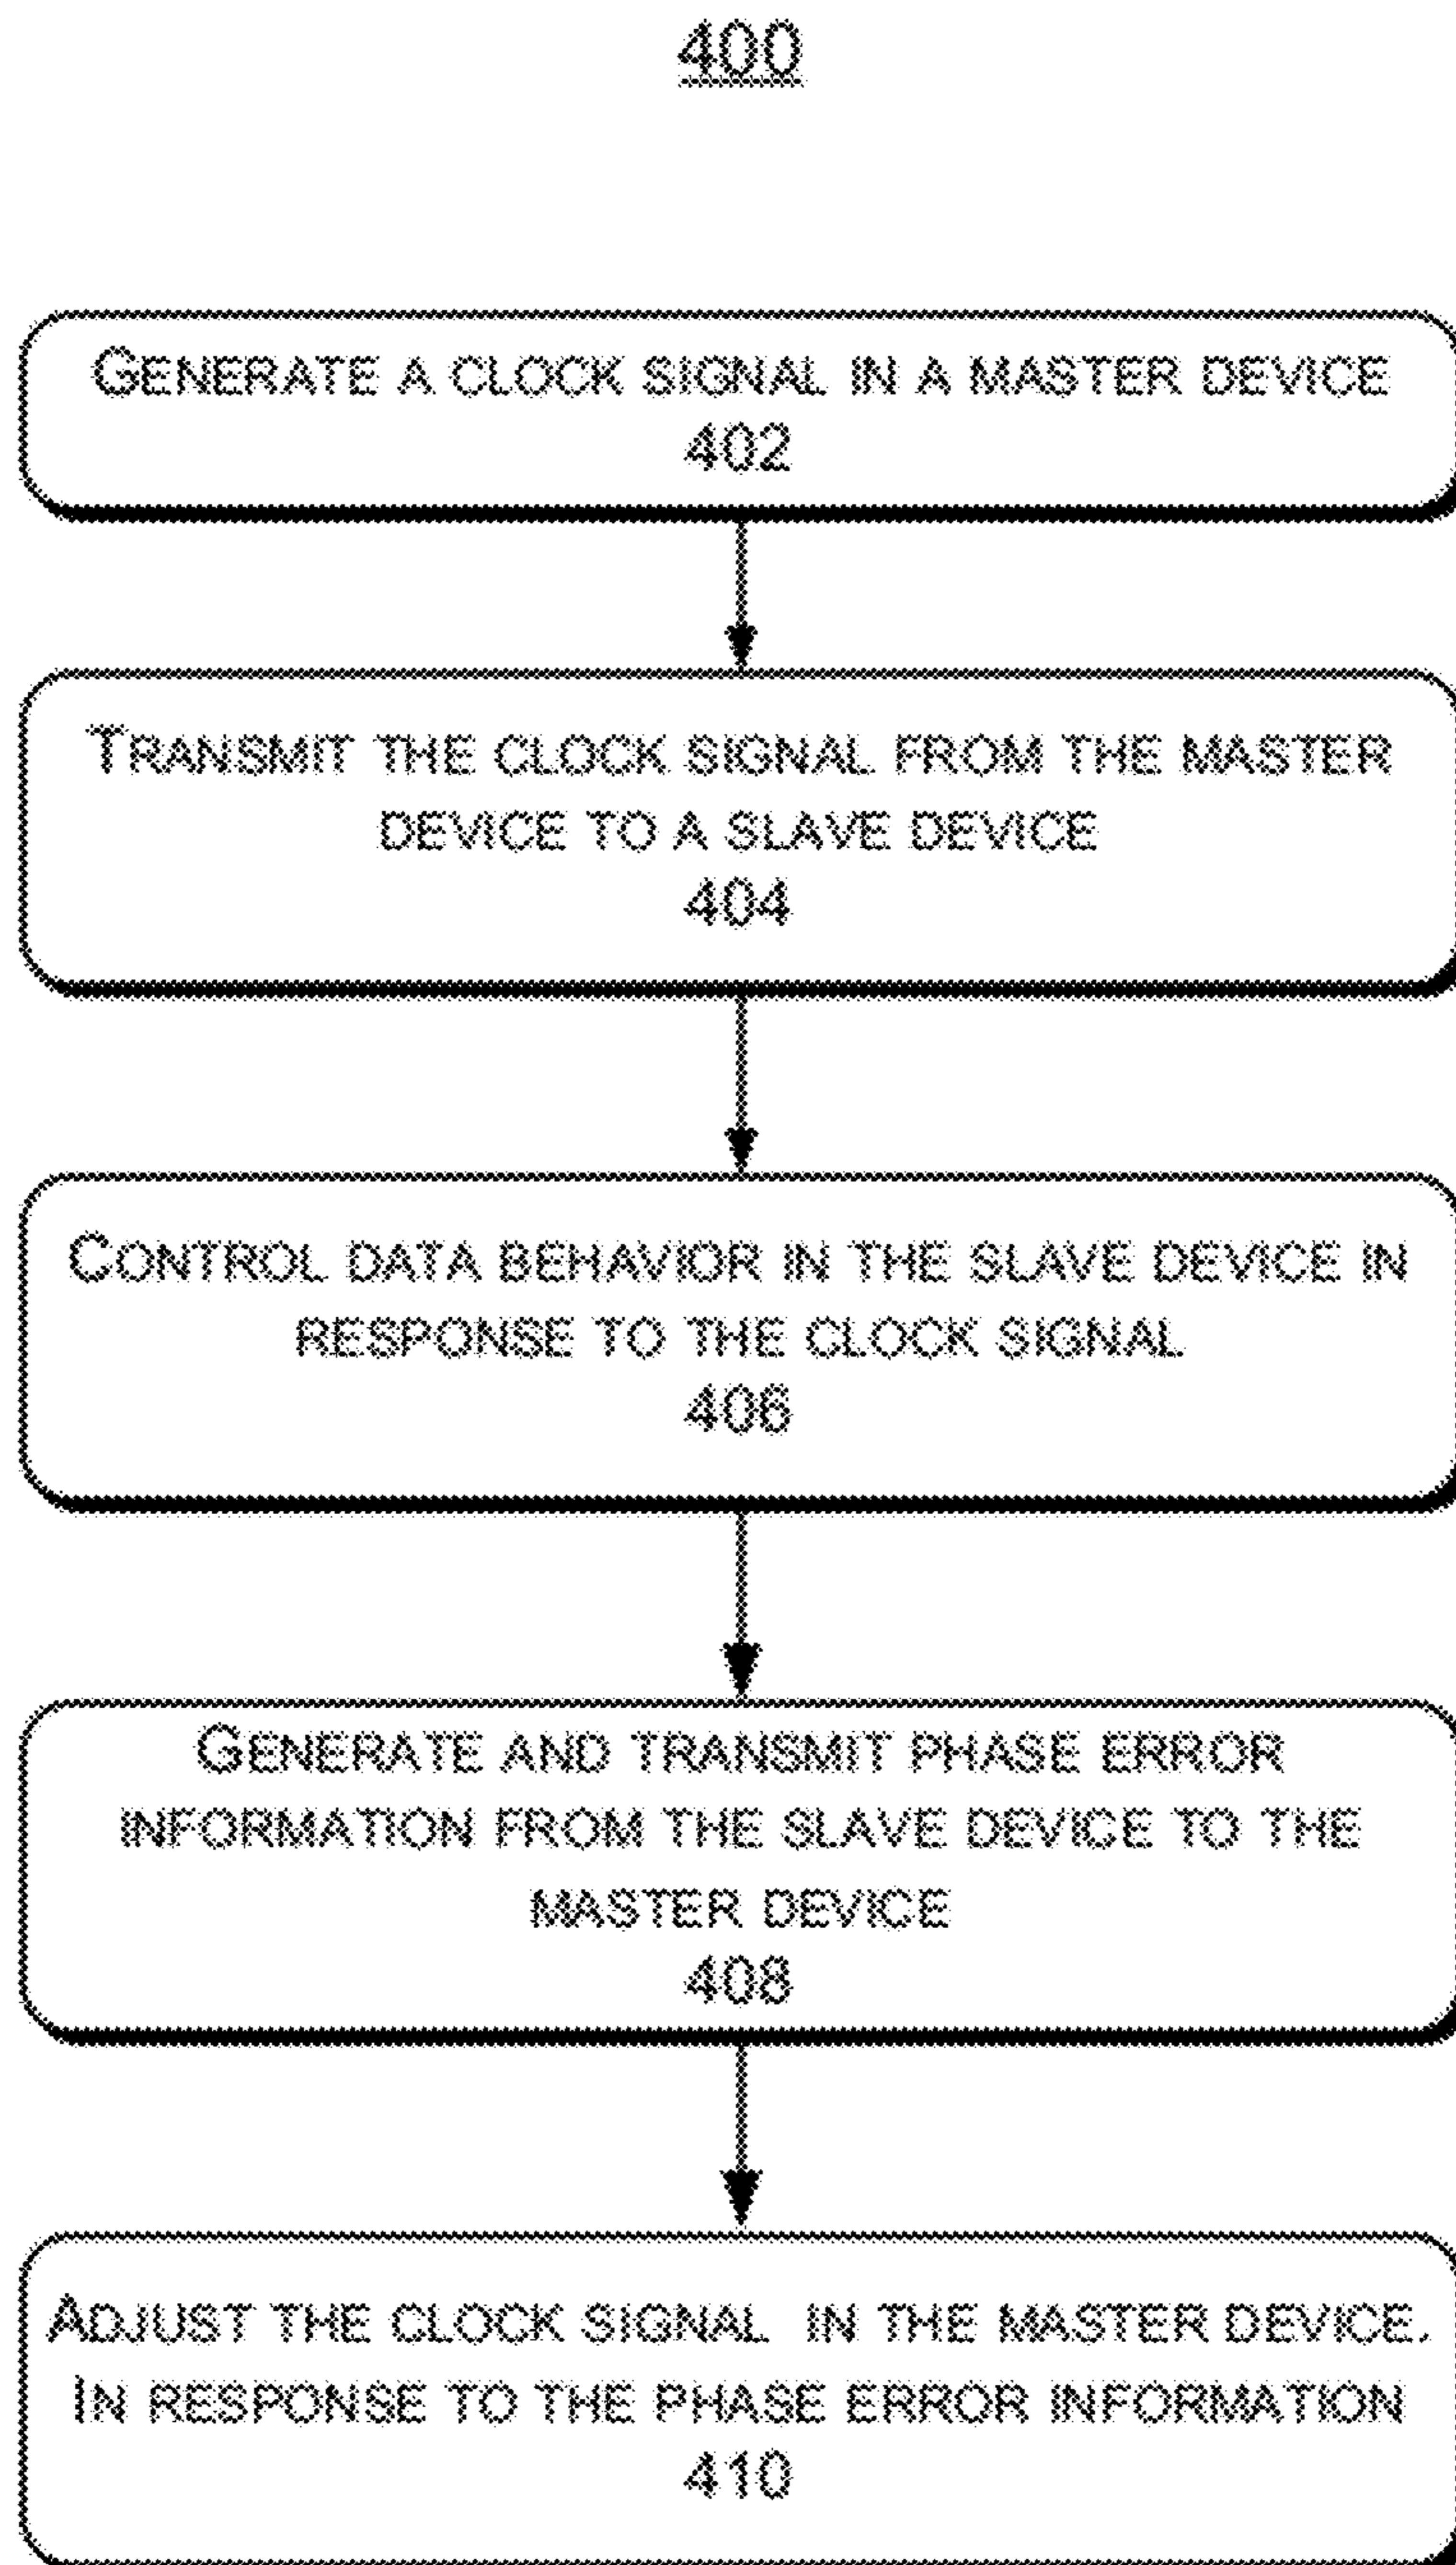 400
GENERATE A CLOCK SIGNAL IN A MASTER DEVICE
402
TRANSMIT THE CLOCK SIGNAL FROM THE MASTER
DEVICE TO A SLAVE DEVICE
404
CONTROL DATA BEHAVIOR IN THE SLAVE DEVICE IN
RESPONSE TO THE CLOCK SIGNAL
406
GENERATE AND TRANSMIT PHASE ERROR
INFORMATION FROM THE SLAVE DEVICE TO THE
MASTER DEVICE
408
ADJUST THE CLOCK SIGNAL IN THE MASTER DEVICE.
IN RESPONSE TO THE PHASE ERROR INFORMATION
410